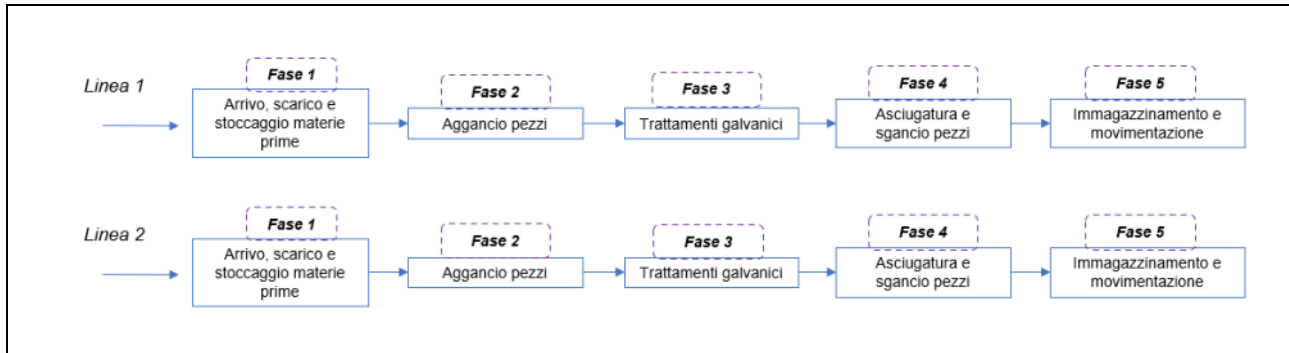 Linea 1
Fase 1
Arrivo, scarico e
stoccaggio materie
prime
Fase 2
Aggancio pezzi
Fase 3
Trattamenti galvanici
Fase 4
Asciugatura e
sgancio pezzi
Fase 5
Immagazzinamento e
movimentazione
Linea 2
Fase 1
Arrivo, scarico e
stoccaggio materie
prime
Fase 2
Aggancio pezzi
Fase 3
Trattamenti galvanici
Fase 4
Asciugatura e
sgancio pezzi
Fase 5
Immagazzinamento e
movimentazione